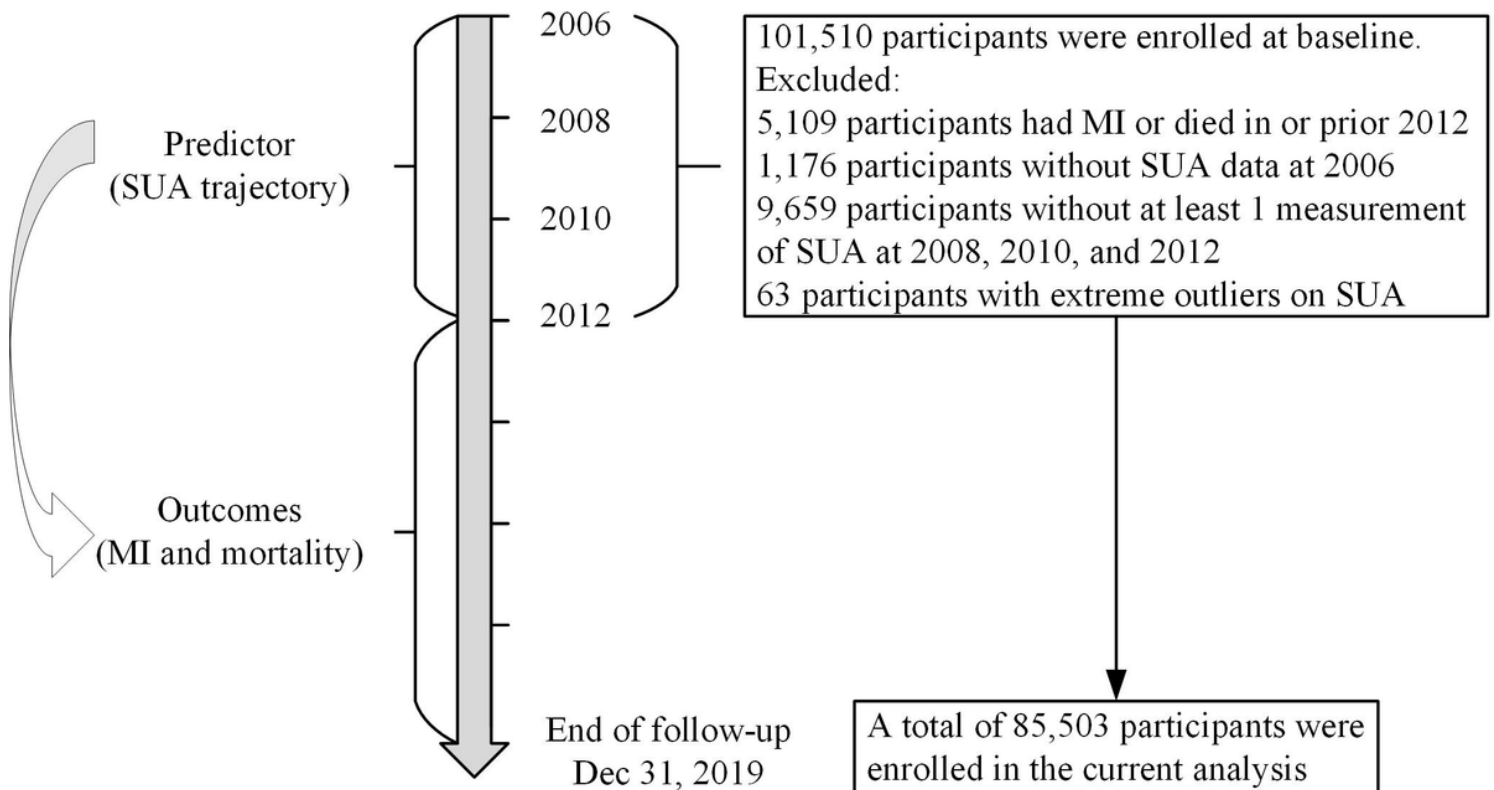 2006
2008
2010
2012
Predictor
(SUA trajectory)
Outcomes
(MI and mortality)
End of follow-up
Dec 31, 2019
101,510 participants were enrolled at baseline.
Excluded:
5,109 participants had MI or died in or prior 2012
1,176 participants without SUA data at 2006
9,659 participants without at least 1 measurement
of SUA at 2008, 2010, and 2012
63 participants with extreme outliers on SUA
A total of 85,503 participants were
enrolled in the current analysis